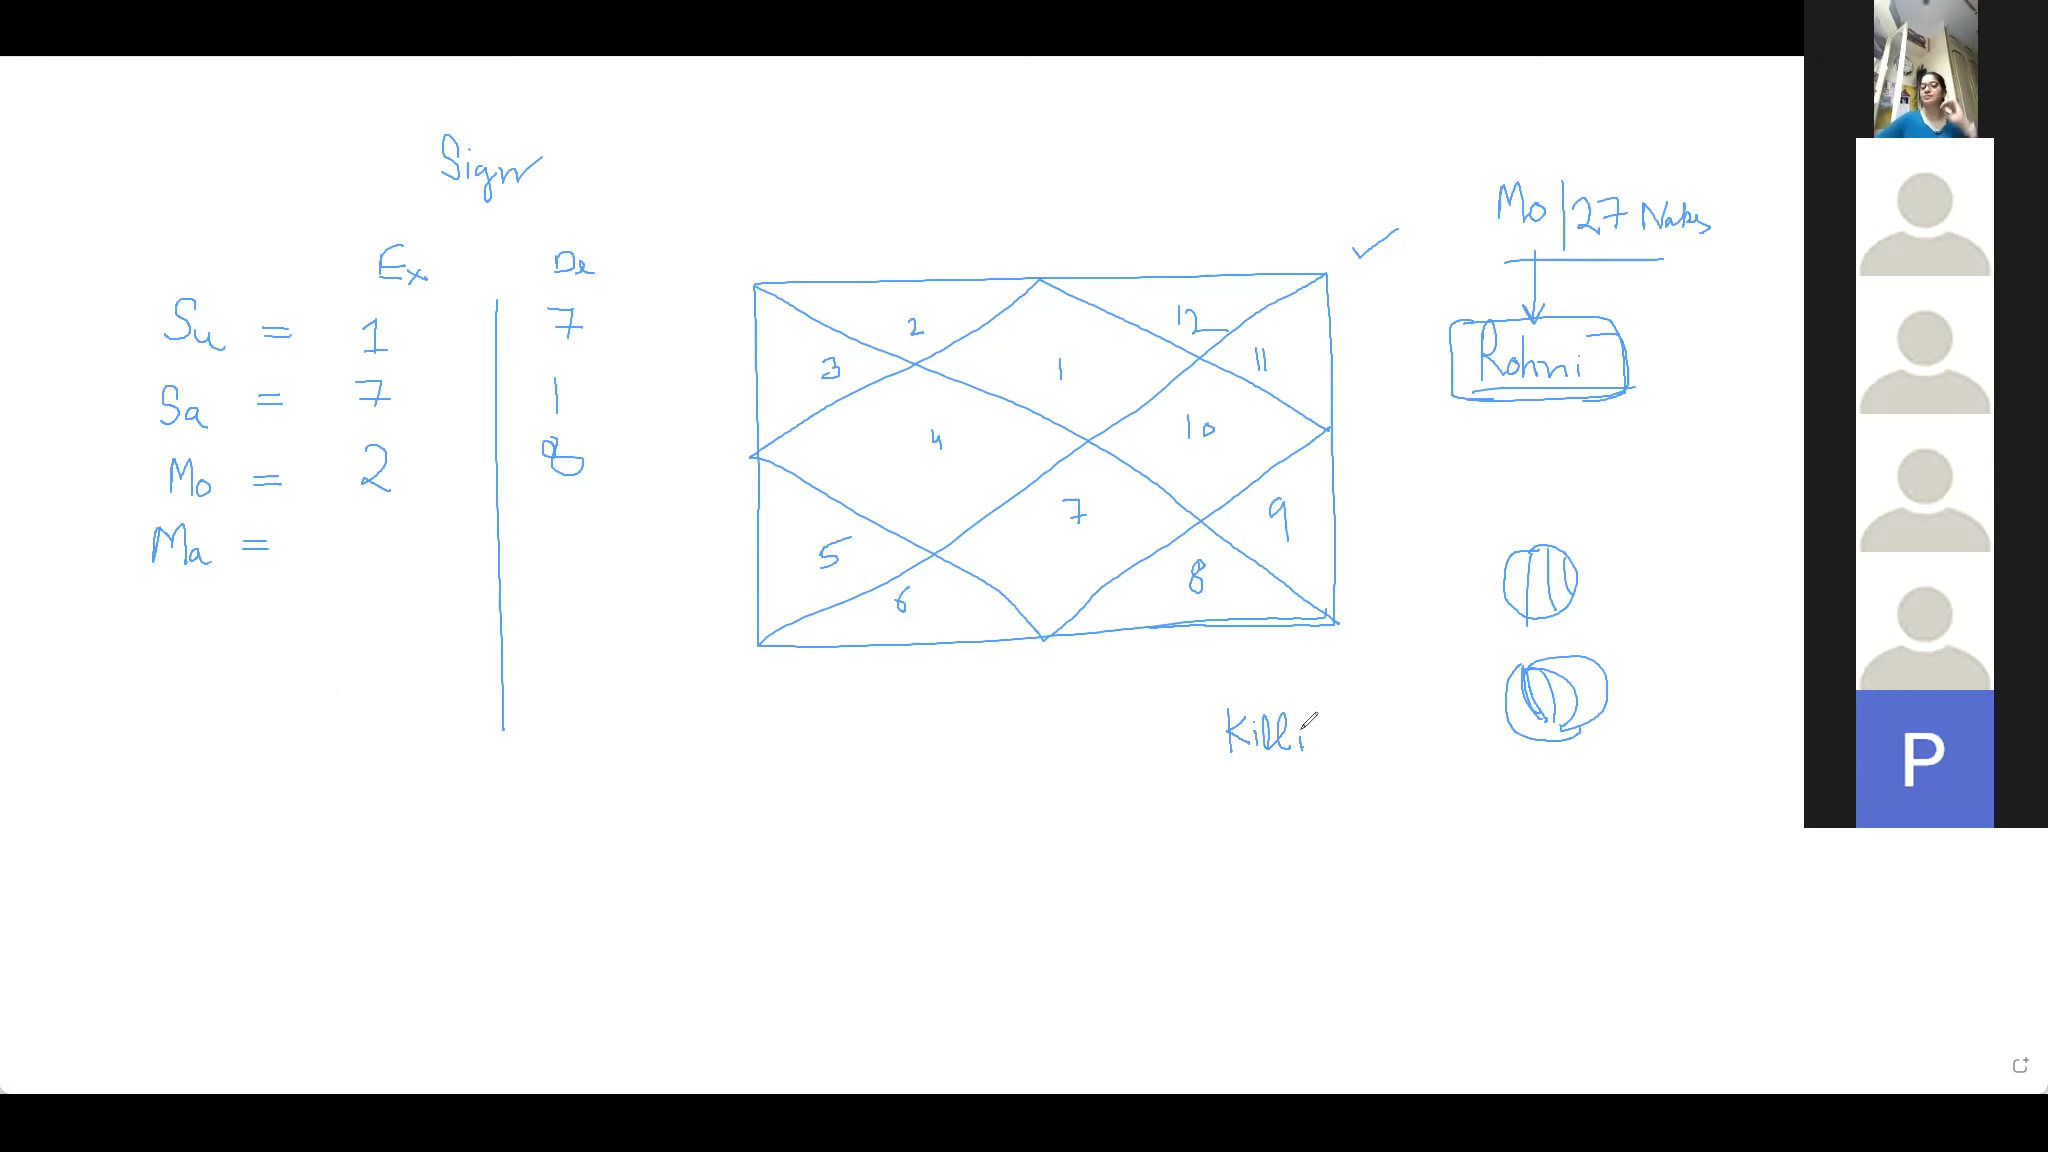 Sign
Ex De
Su = 1 7
Sa = 7 1
Mo = 2 8
Ma =
2 12
3 1 11
4 10
7 9
5 8
6
Mo | 27 Naks
Rohni
Killi
P